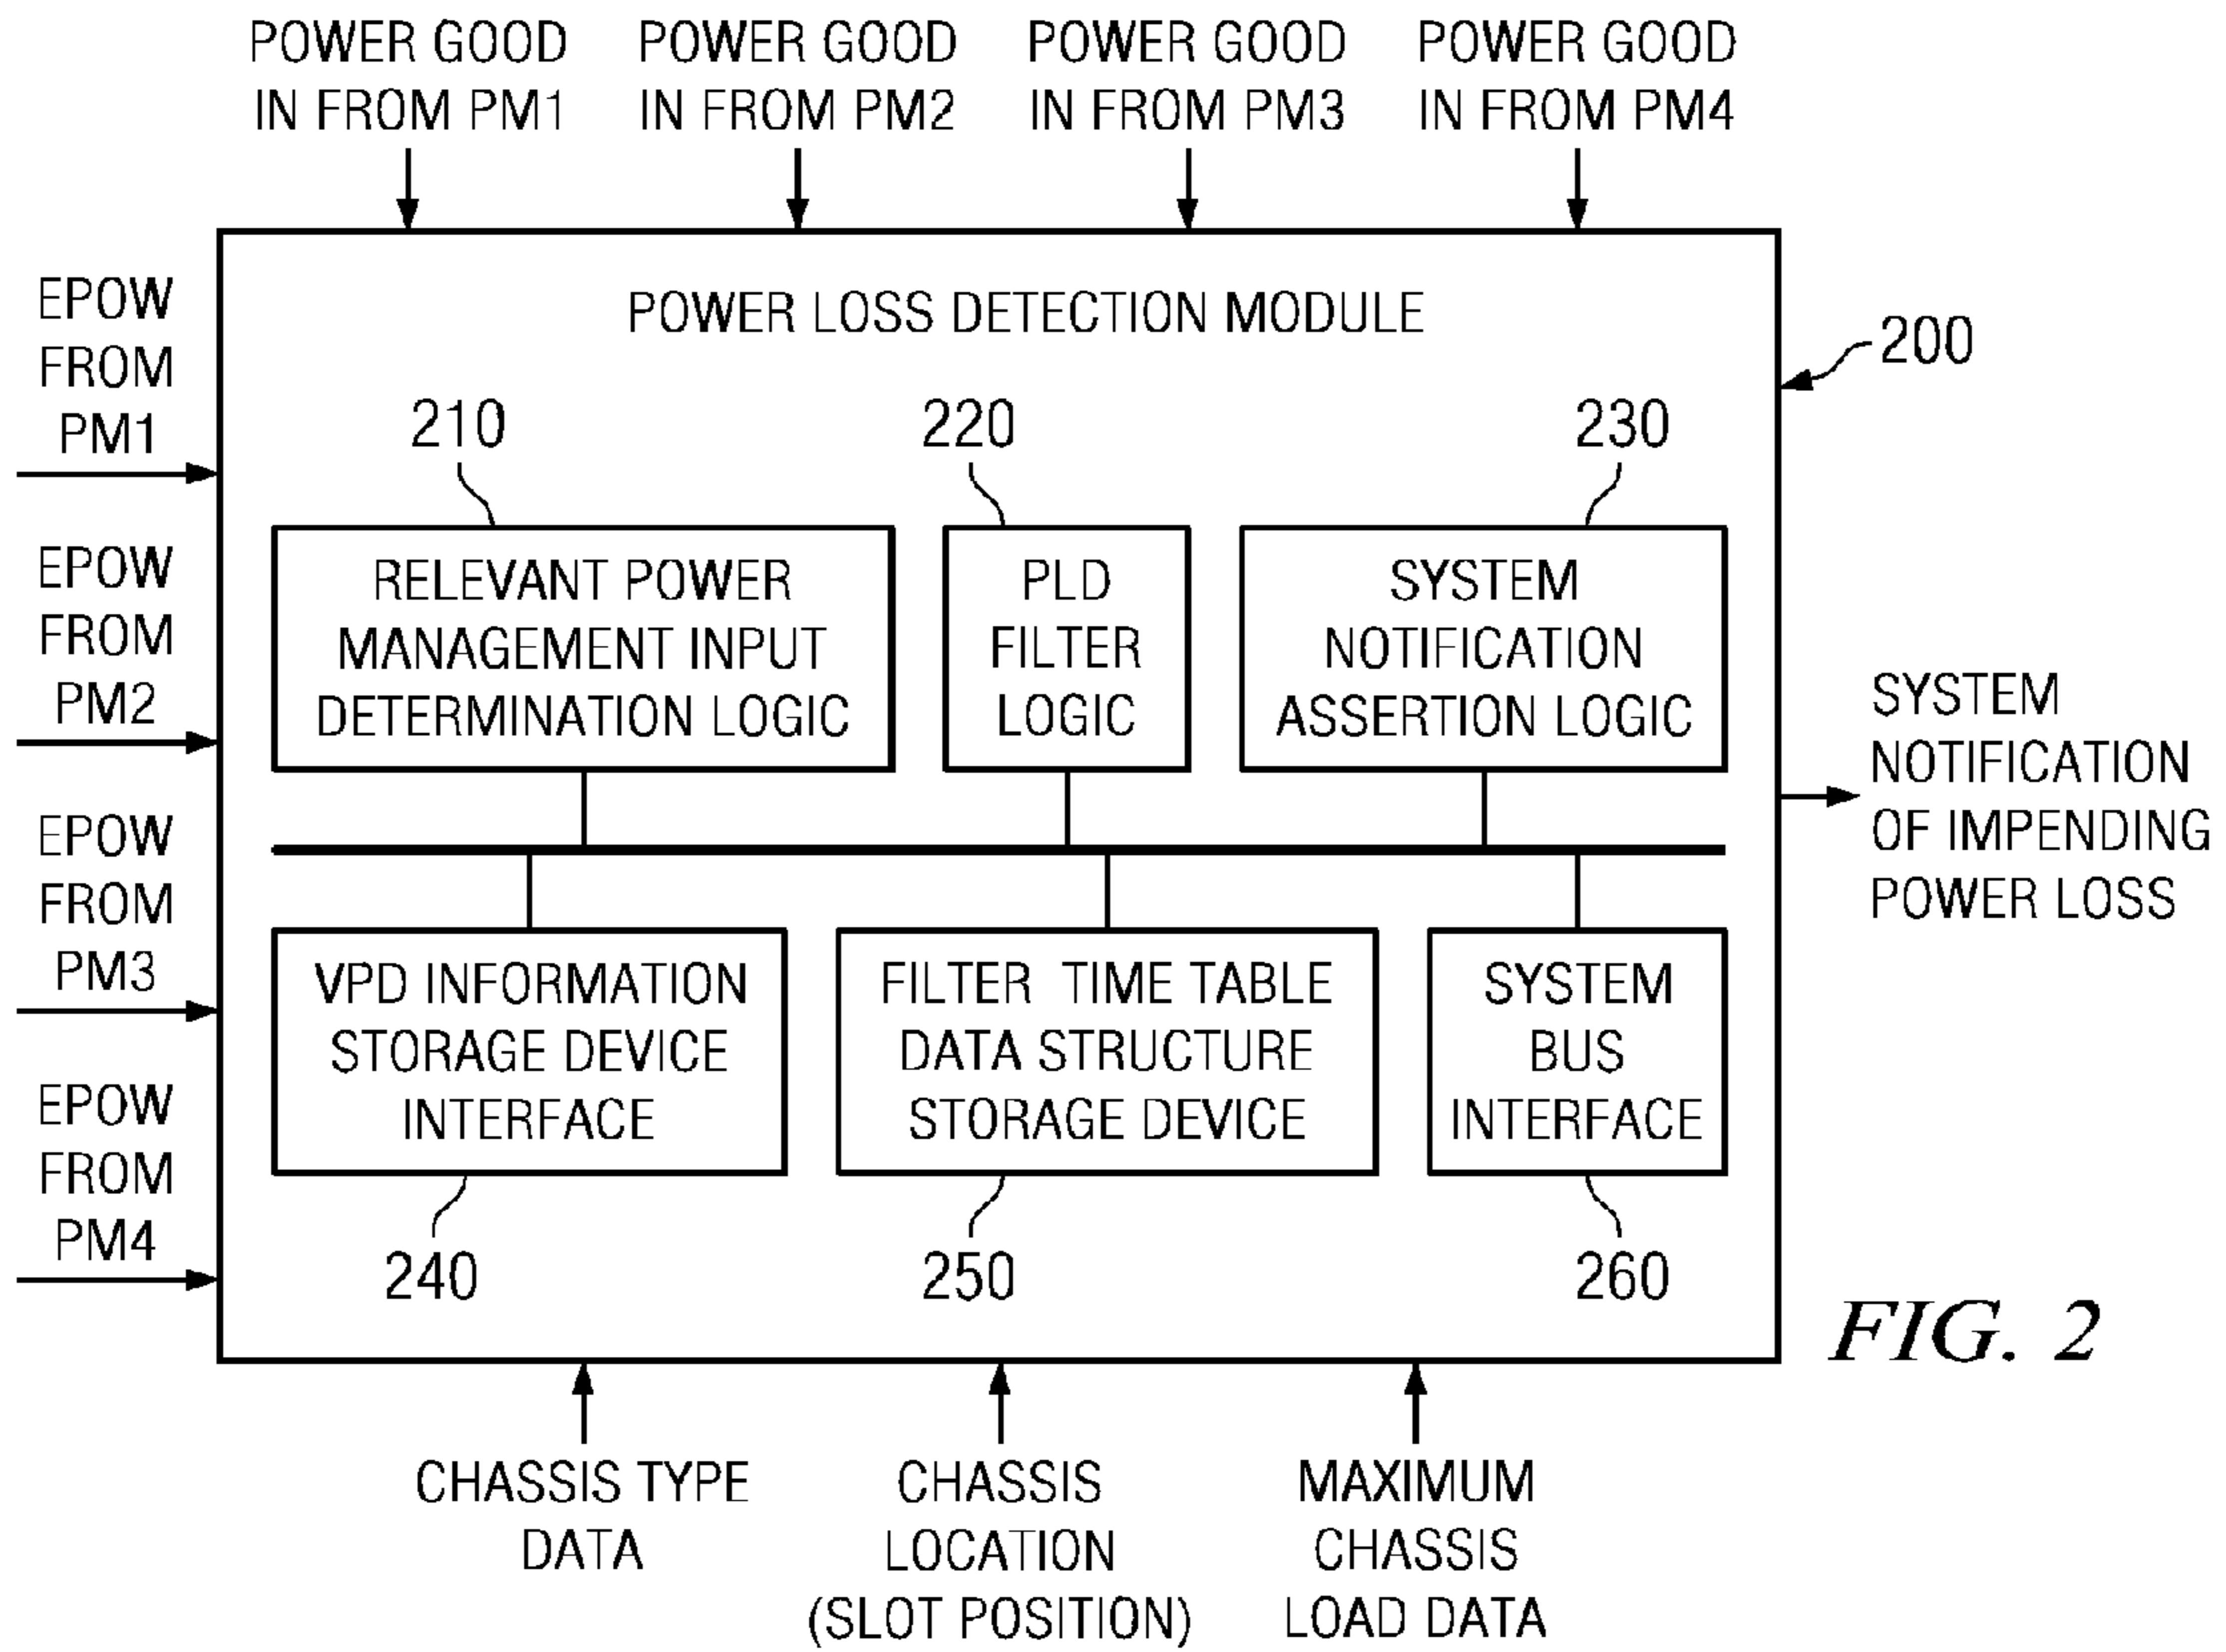 POWER GOOD
IN FROM PM1
POWER GOOD
IN FROM PM2
POWER GOOD
IN FROM PM3
POWER GOOD
IN FROM PM4
EPOW
FROM
PM1
EPOW
FROM
PM2
EPOW
FROM
PM3
EPOW
FROM
PM4
POWER LOSS DETECTION MODULE
200
210
RELEVANT POWER
MANAGEMENT INPUT
DETERMINATION LOGIC
220
PLD
FILTER
LOGIC
230
SYSTEM
NOTIFICATION
ASSERTION LOGIC
VPD INFORMATION
STORAGE DEVICE
INTERFACE
240
FILTER TIME TABLE
DATA STRUCTURE
STORAGE DEVICE
250
SYSTEM
BUS
INTERFACE
260
SYSTEM
NOTIFICATION
OF IMPENDING
POWER LOSS
CHASSIS TYPE
DATA
CHASSIS
LOCATION
(SLOT POSITION)
MAXIMUM
CHASSIS
LOAD DATA
FIG. 2